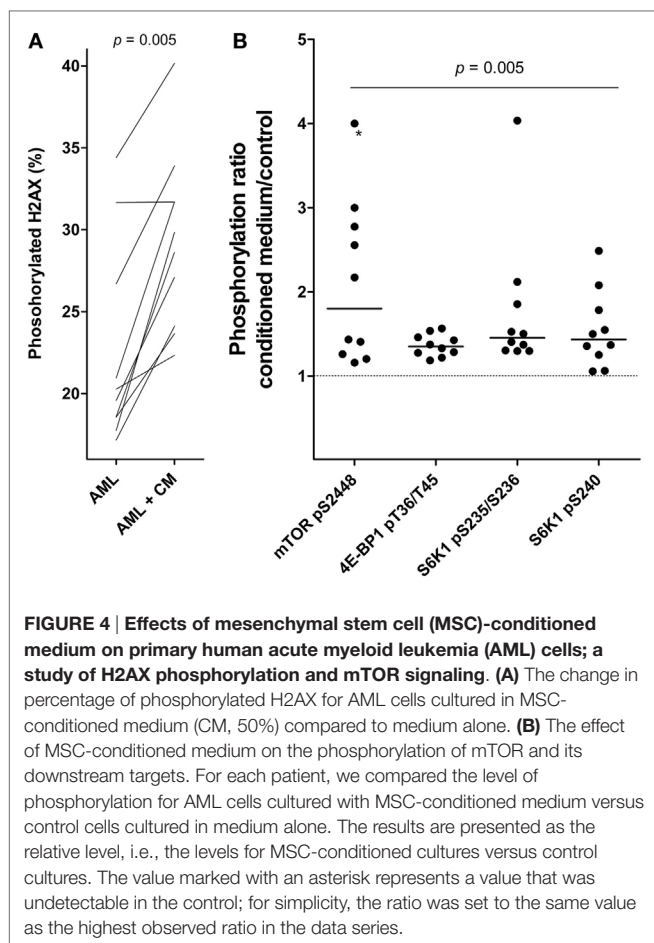 A
p = 0.005
Phosohorylated H2AX (%)
40
35
30
25
20
AML
AML + CM
B
Phosphorylation ratio
conditioned medium/control
5
4
3
2
1
p = 0.005
*
mTOR pS2448
4E-BP1 pT36/T45
S6K1 pS235/S236
S6K1 pS240
FIGURE 4 | Effects of mesenchymal stem cell (MSC)-conditioned
medium on primary human acute myeloid leukemia (AML) cells; a
study of H2AX phosphorylation and mTOR signaling. (A) The change in
percentage of phosphorylated H2AX for AML cells cultured in MSC-
conditioned medium (CM, 50%) compared to medium alone. (B) The effect
of MSC-conditioned medium on the phosphorylation of mTOR and its
downstream targets. For each patient, we compared the level of
phosphorylation for AML cells cultured with MSC-conditioned medium versus
control cells cultured in medium alone. The results are presented as the
relative level, i.e., the levels for MSC-conditioned cultures versus control
cultures. The value marked with an asterisk represents a value that was
undetectable in the control; for simplicity, the ratio was set to the same value
as the highest observed ratio in the data series.